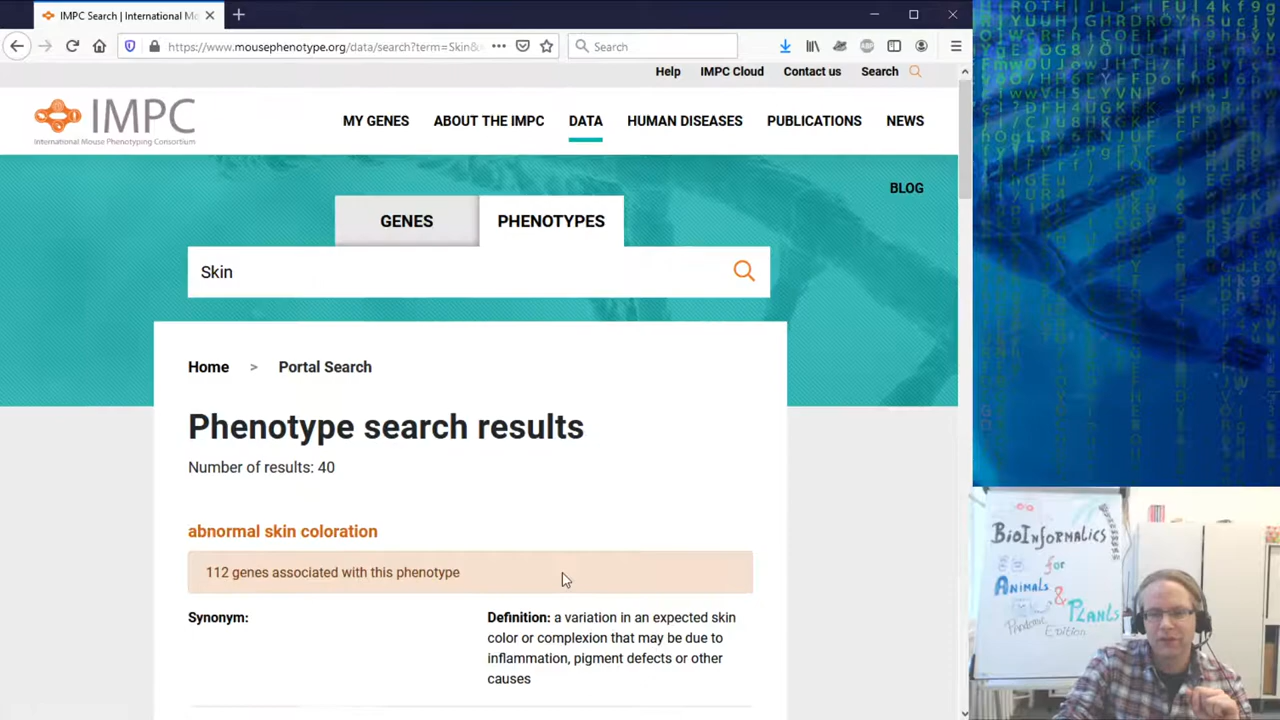 IMPC Search | International Mo
https://www.mousephenotype.org/data/search?term=Skin&
Search
Help IMPC Cloud Contact us Search
IMPC
International Mouse Phenotyping Consortium
MY GENES ABOUT THE IMPC DATA HUMAN DISEASES PUBLICATIONS NEWS
BLOG
GENES PHENOTYPES
Skin
Home > Portal Search
Phenotype search results
Number of results: 40
abnormal skin coloration
112 genes associated with this phenotype
Synonym:
Definition: a variation in an expected skin
color or complexion that may be due to
inflammation, pigment defects or other
causes
BioInformatics
for
Animals
& Plants
Pandemic
Edition